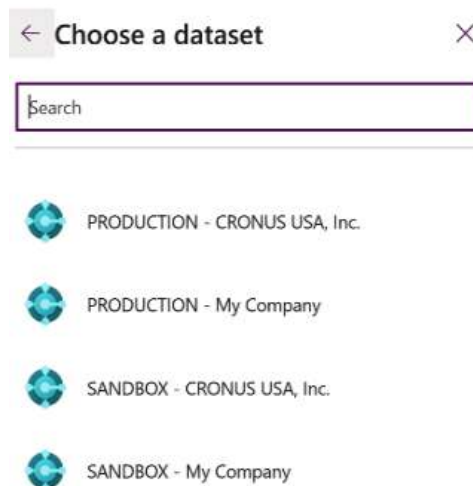 Choose a dataset
Search
PRODUCTION - CRONUS USA, Inc.
PRODUCTION - My Company
SANDBOX - CRONUS USA, Inc.
SANDBOX - My Company